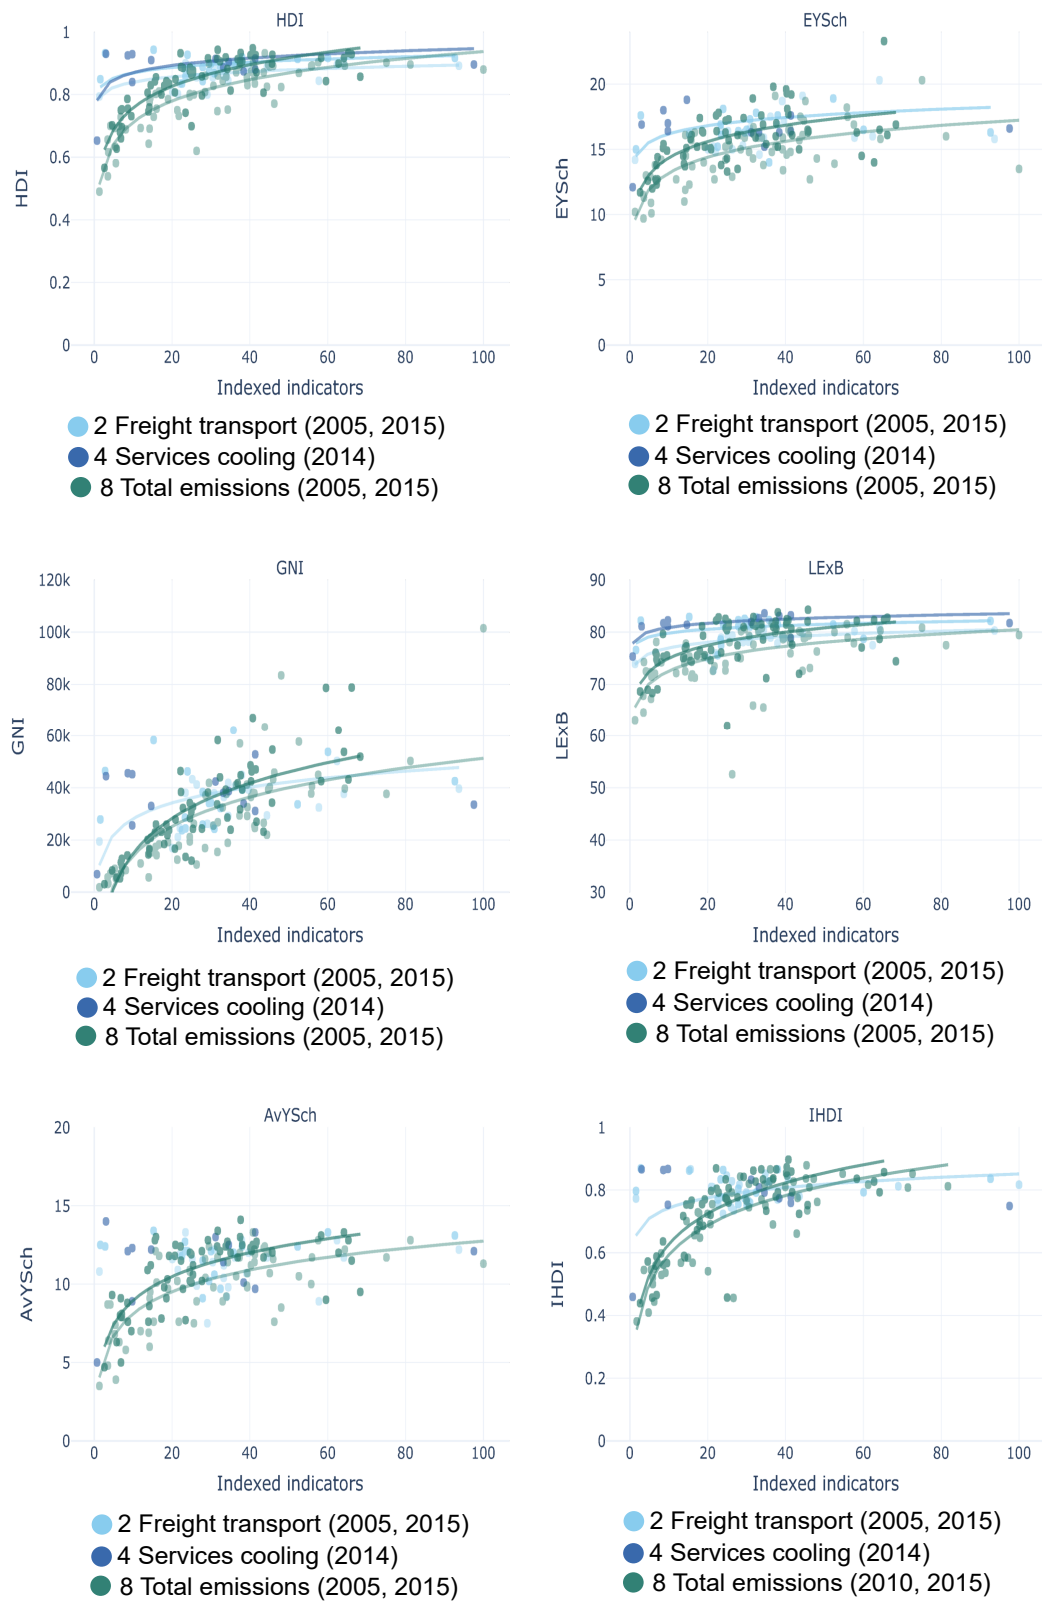 HDI
1
0.8
0.6
0.4
0.2
0
HDI
0 20 40 60 80 100
Indexed indicators
2 Freight transport (2005, 2015)
4 Services cooling (2014)
8 Total emissions (2005, 2015)
EYSch
20
15
10
5
0
EYSch
0 20 40 60 80 100
Indexed indicators
2 Freight transport (2005, 2015)
4 Services cooling (2014)
8 Total emissions (2005, 2015)
GNI
120k
100k
80k
60k
40k
20k
0
GNI
0 20 40 60 80 100
Indexed indicators
2 Freight transport (2005, 2015)
4 Services cooling (2014)
8 Total emissions (2005, 2015)
LExB
90
80
70
60
50
40
30
LExB
0 20 40 60 80 100
Indexed indicators
2 Freight transport (2005, 2015)
4 Services cooling (2014)
8 Total emissions (2005, 2015)
AvYSch
20
15
10
5
0
AvYSch
0 20 40 60 80 100
Indexed indicators
2 Freight transport (2005, 2015)
4 Services cooling (2014)
8 Total emissions (2005, 2015)
IHDI
1
0.8
0.6
0.4
0.2
0
IHDI
0 20 40 60 80 100
Indexed indicators
2 Freight transport (2005, 2015)
4 Services cooling (2014)
8 Total emissions (2010, 2015)